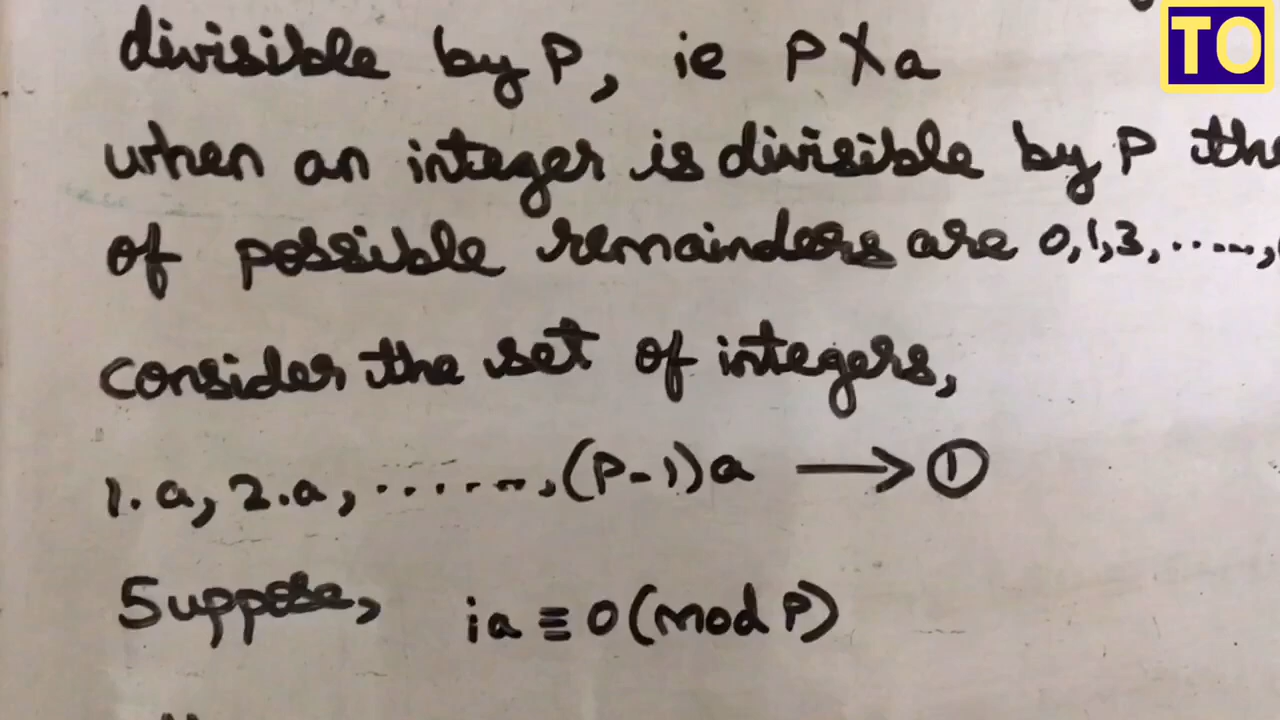 TO
divisible by P, ie P∤a
when an integer is divisible by P the
of possible remainders are 0,1,3, ......,
consider the set of integers,
1.a, 2.a, ........, (P-1)a → ①
Suppose, ia ≡ 0 (mod P)